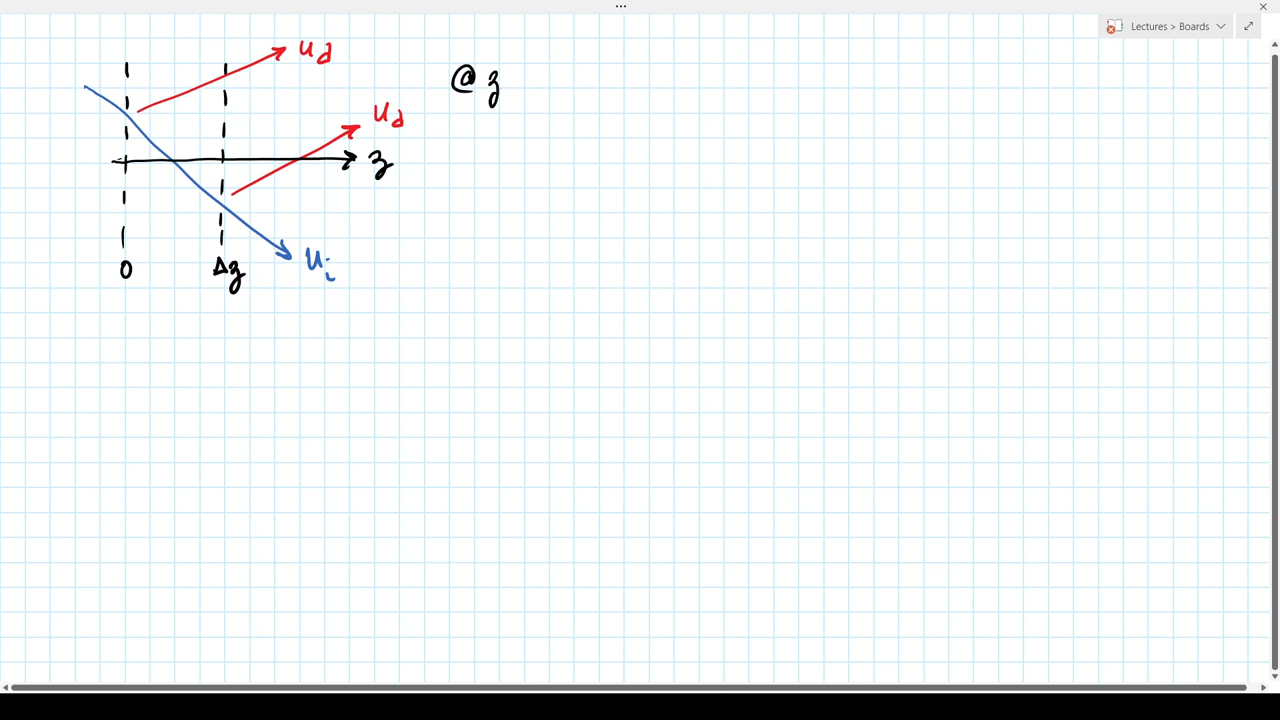 Lectures > Boards
u_d
@ z
u_d
z
u_i
0 Δz